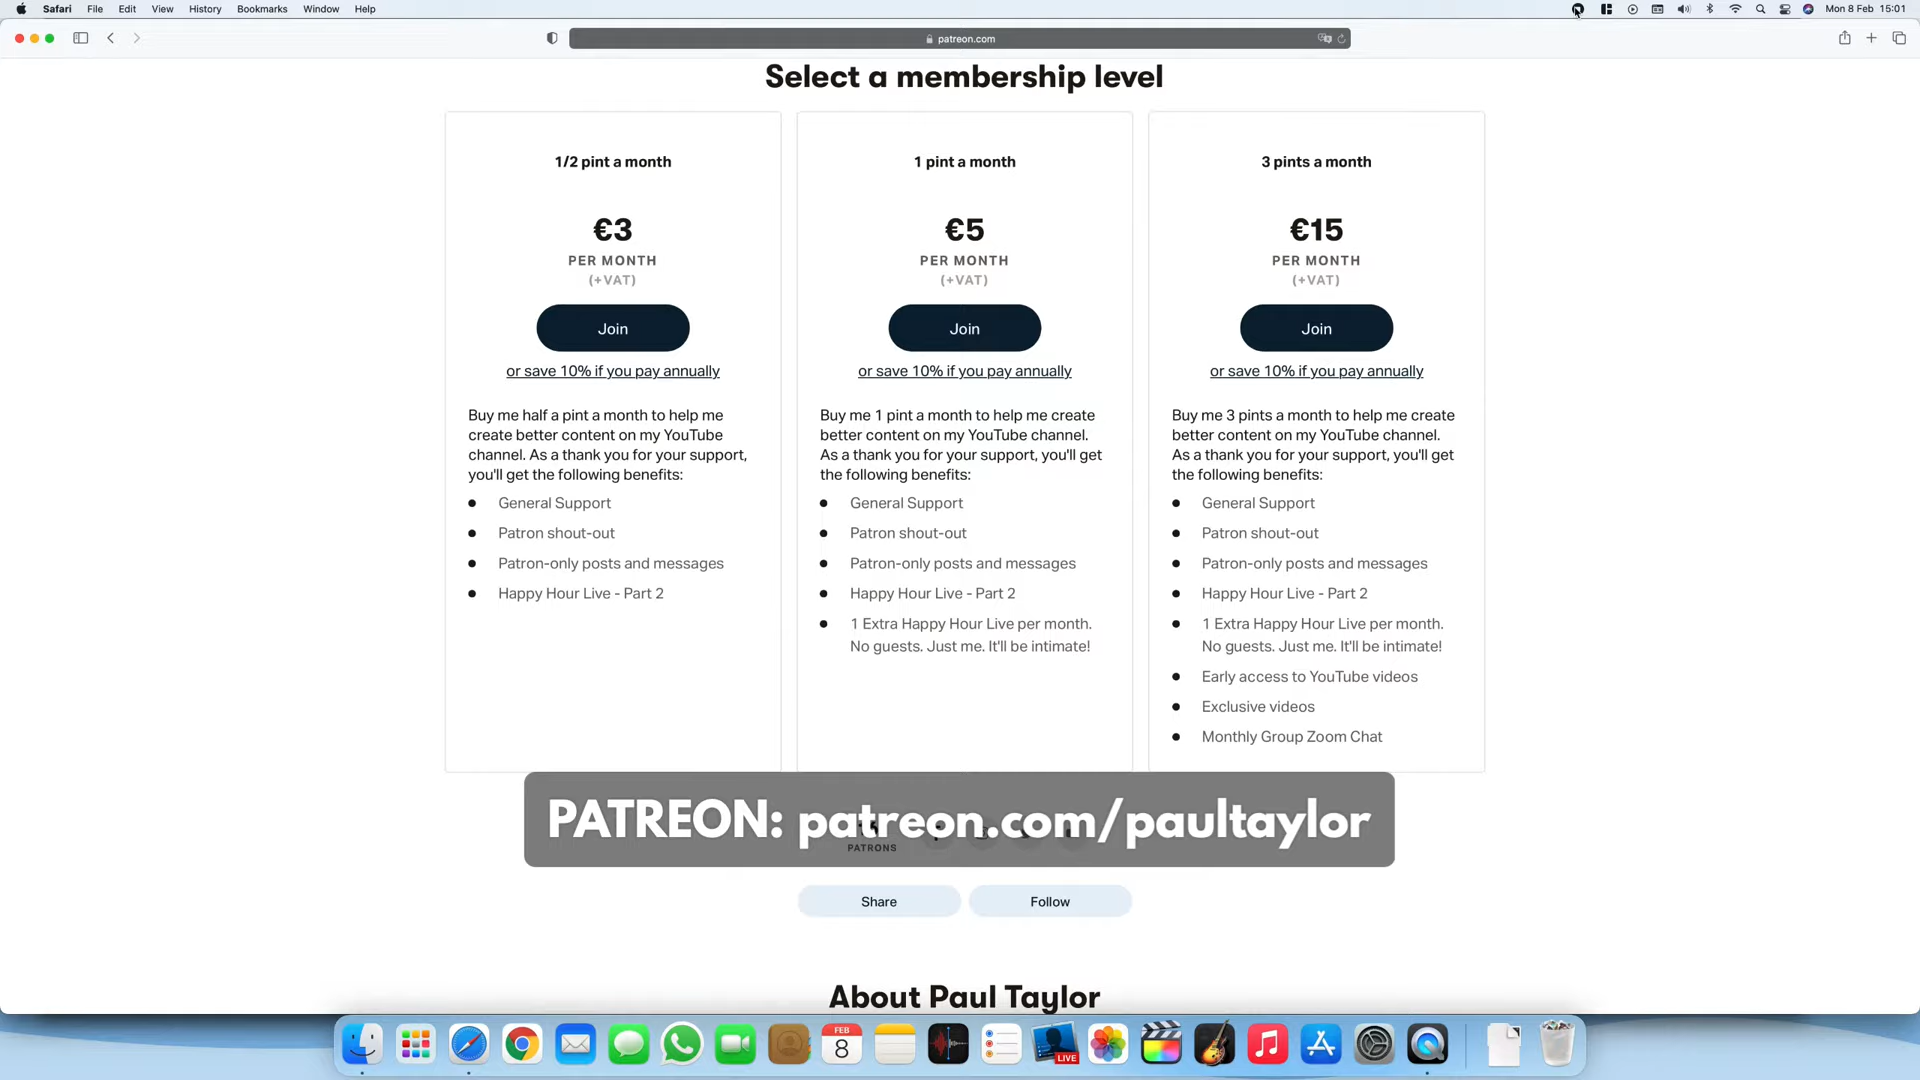 Safari File Edit View History Bookmarks Window Help
Mon 8 Feb 15:01
patreon.com
Select a membership level
1/2 pint a month
€3
PER MONTH
(+VAT)
Join
or save 10% if you pay annually
Buy me half a pint a month to help me
create better content on my YouTube
channel. As a thank you for your support,
you'll get the following benefits:
General Support
Patron shout-out
Patron-only posts and messages
Happy Hour Live - Part 2
1 pint a month
€5
PER MONTH
(+VAT)
Join
or save 10% if you pay annually
Buy me 1 pint a month to help me create
better content on my YouTube channel.
As a thank you for your support, you'll get
the following benefits:
General Support
Patron shout-out
Patron-only posts and messages
Happy Hour Live - Part 2
1 Extra Happy Hour Live per month.
No guests. Just me. It'll be intimate!
3 pints a month
€15
PER MONTH
(+VAT)
Join
or save 10% if you pay annually
Buy me 3 pints a month to help me create
better content on my YouTube channel.
As a thank you for your support, you'll get
the following benefits:
General Support
Patron shout-out
Patron-only posts and messages
Happy Hour Live - Part 2
1 Extra Happy Hour Live per month.
No guests. Just me. It'll be intimate!
Early access to YouTube videos
Exclusive videos
Monthly Group Zoom Chat
PATREON: patreon.com/paultaylor
PATRONS
Share
Follow
About Paul Taylor
FEB
8
LIVE